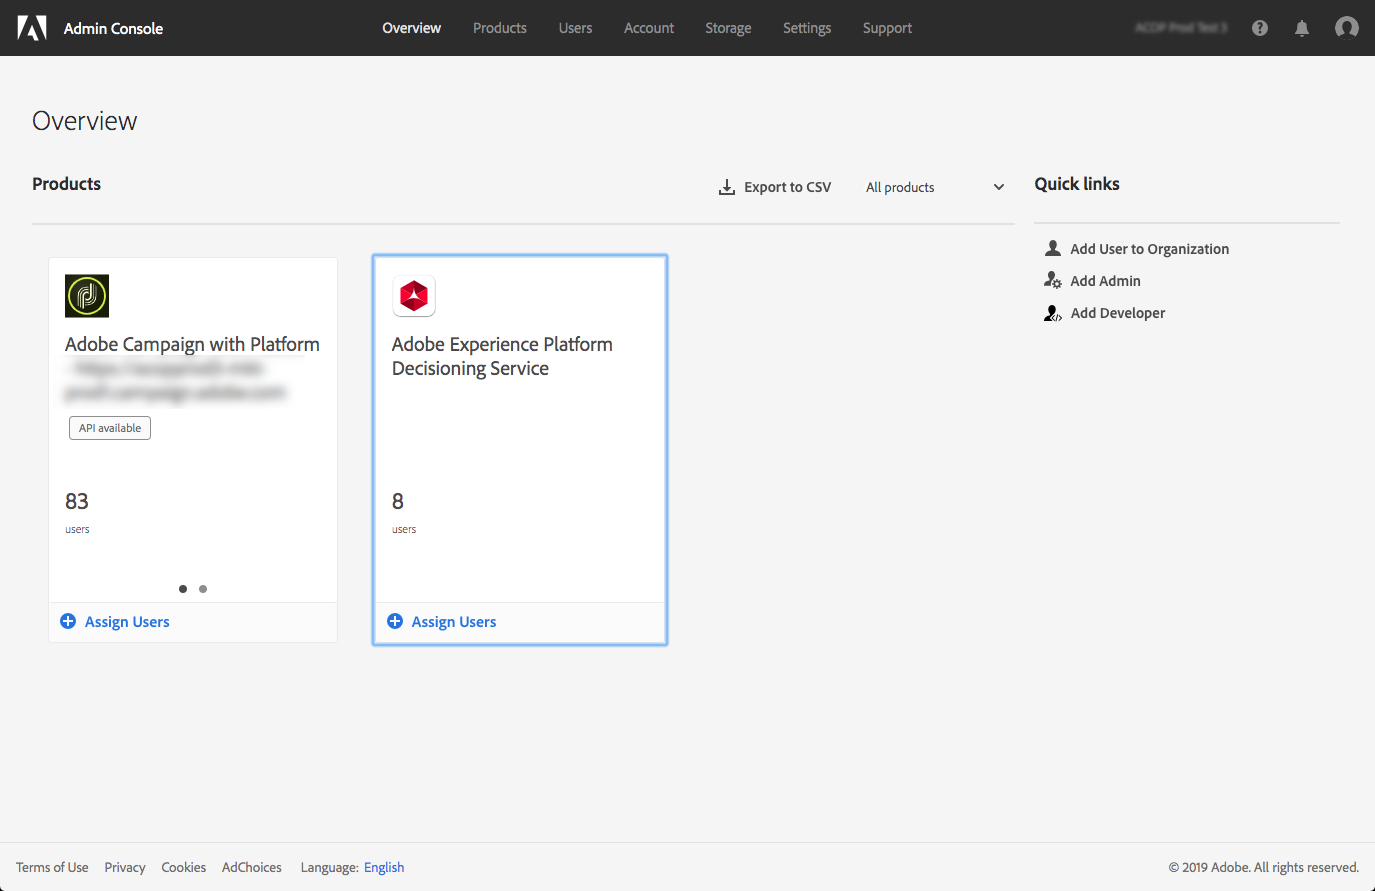 Admin Console
Overview
Products
Users
Account
Storage
Settings
Support
Overview
Products
Export to CSV
All products
Quick links
Add User to Organization
Add Admin
Add Developer
Adobe Campaign with Platform
API available
83
users
Assign Users
Adobe Experience Platform
Decisioning Service
8
users
Assign Users
Terms of Use
Privacy
Cookies
AdChoices
Language: English
© 2019 Adobe. All rights reserved.